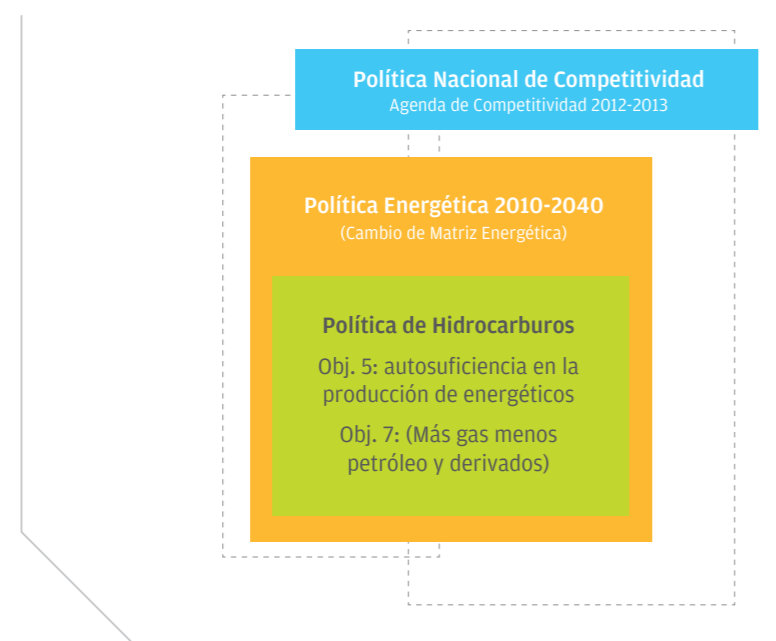 Política Nacional de Competitividad
Agenda de Competitividad 2012-2013
Política Energética 2010-2040
(Cambio de Matriz Energética)
Política de Hidrocarburos
Obj. 5: autosuficiencia en la
producción de energéticos
Obj. 7: (Más gas menos
petróleo y derivados)